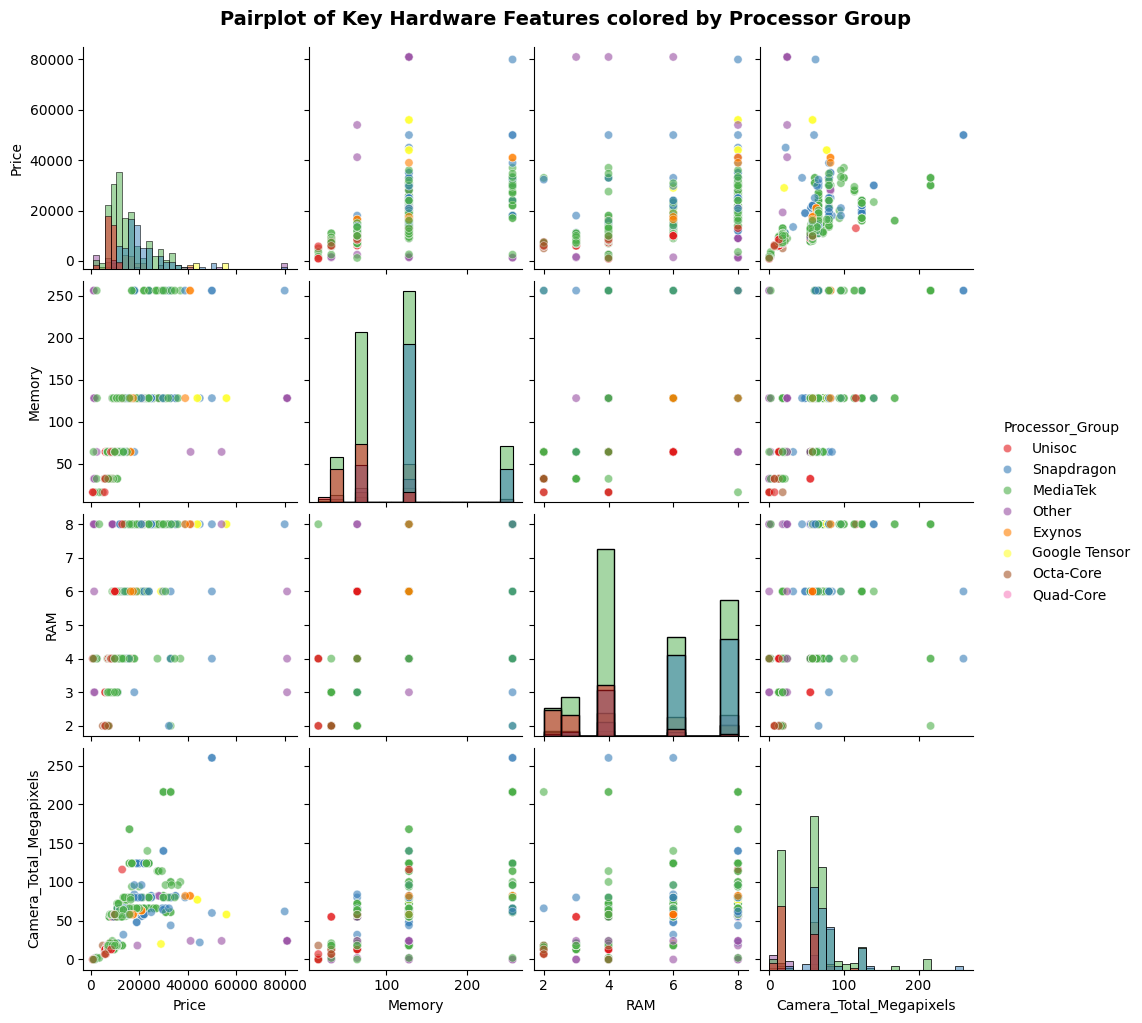 Pairplot of Key Hardware Features colored by Processor Group
80000
60000
40000
20000
0
Price
250
200
150
100
50
Memory
8
7
6
5
4
3
2
RAM
250
200
150
100
50
0
Camera_Total_Megapixels
0 20000 40000 60000 80000
Price
100 200
Memory
2 4 6 8
RAM
0 100 200
Camera_Total_Megapixels
Processor_Group
Unisoc
Snapdragon
MediaTek
Other
Exynos
Google Tensor
Octa-Core
Quad-Core